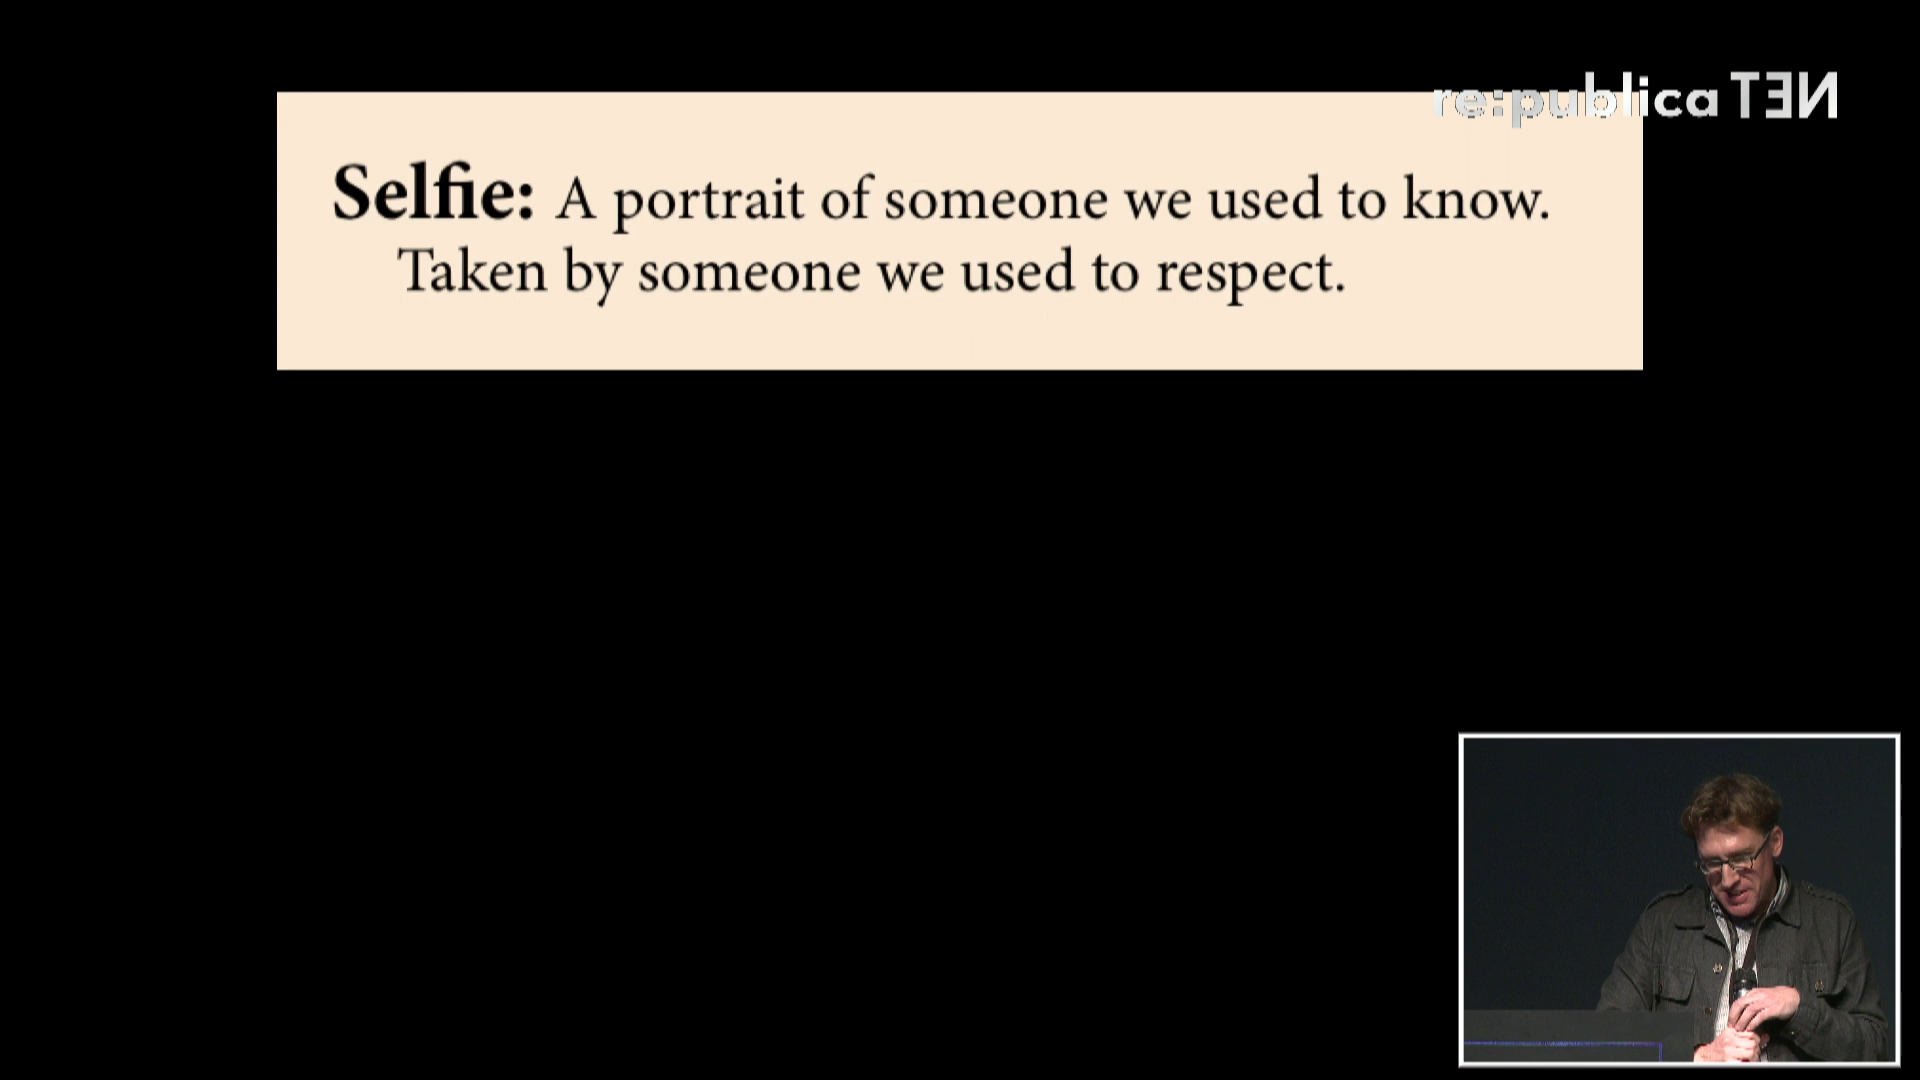 re:publica TEN
Selfie: A portrait of someone we used to know.
Taken by someone we used to respect.